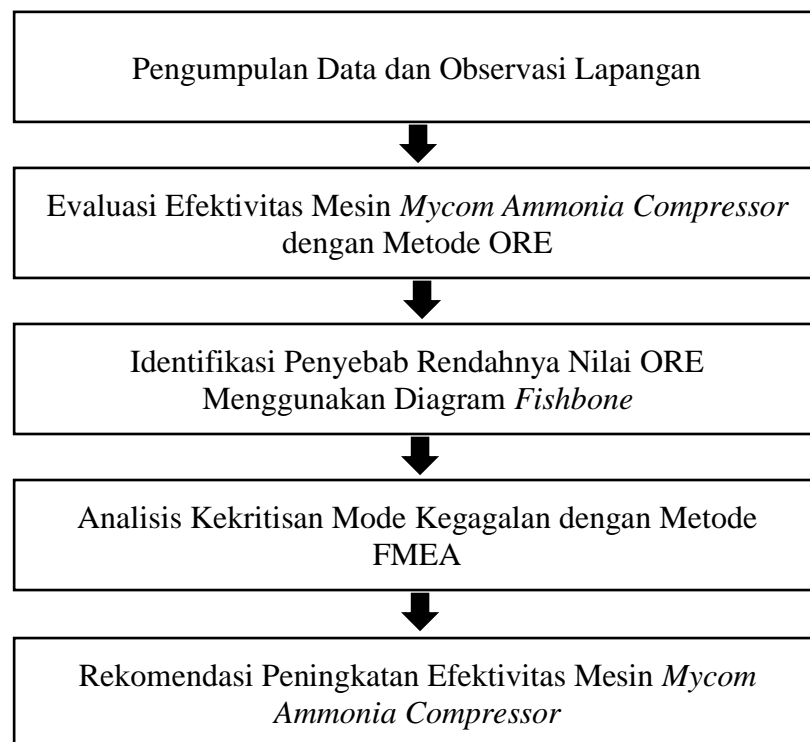 Pengumpulan Data dan Observasi Lapangan
Evaluasi Efektivitas Mesin Mycom Ammonia Compressor
dengan Metode ORE
Identifikasi Penyebab Rendahnya Nilai ORE
Menggunakan Diagram Fishbone
Analisis Kekritisan Mode Kegagalan dengan Metode
FMEA
Rekomendasi Peningkatan Efektivitas Mesin Mycom
Ammonia Compressor